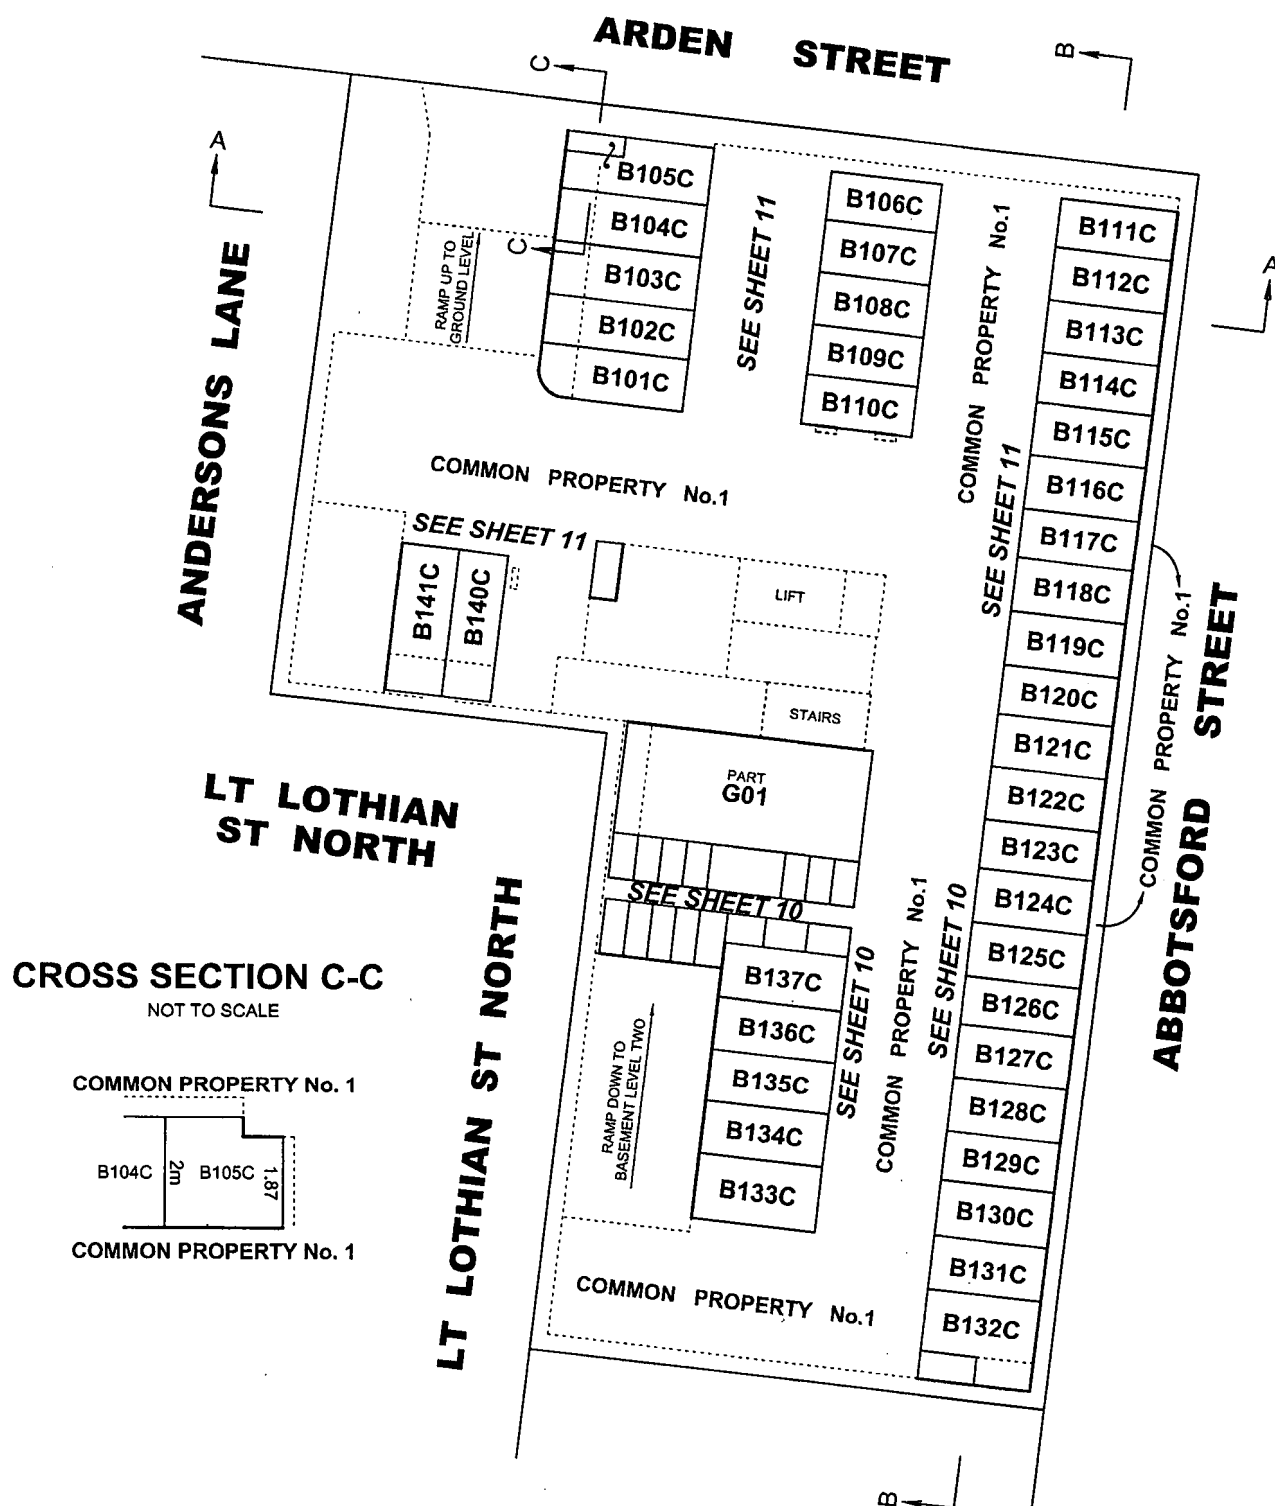 ARDEN STREET
C
B
A
B105C
B104C
B103C
B102C
B101C
C
RAMP UP TO
GROUND LEVEL
SEE SHEET 11
B106C
B107C
B108C
B109C
B110C
COMMON PROPERTY No.1
SEE SHEET 11
A
B111C
B112C
B113C
B114C
B115C
B116C
B117C
B118C
B119C
B120C
B121C
B122C
B123C
B124C
B125C
B126C
B127C
B128C
B129C
B130C
B131C
B132C
ANDERSONS LANE
COMMON PROPERTY No.1
SEE SHEET 11
B141C
B140C
LIFT
STAIRS
PART
G01
COMMON PROPERTY No.1
ABBOTSFORD STREET
LT LOTHIAN
ST NORTH
SEE SHEET 10
LT LOTHIAN ST NORTH
B137C
B136C
B135C
B134C
B133C
SEE SHEET 10
COMMON PROPERTY No.1
SEE SHEET 10
RAMP DOWN TO
BASEMENT LEVEL TWO
COMMON PROPERTY No.1
CROSS SECTION C-C
NOT TO SCALE
COMMON PROPERTY No. 1
B104C
2m
B105C
1.87
COMMON PROPERTY No. 1
B